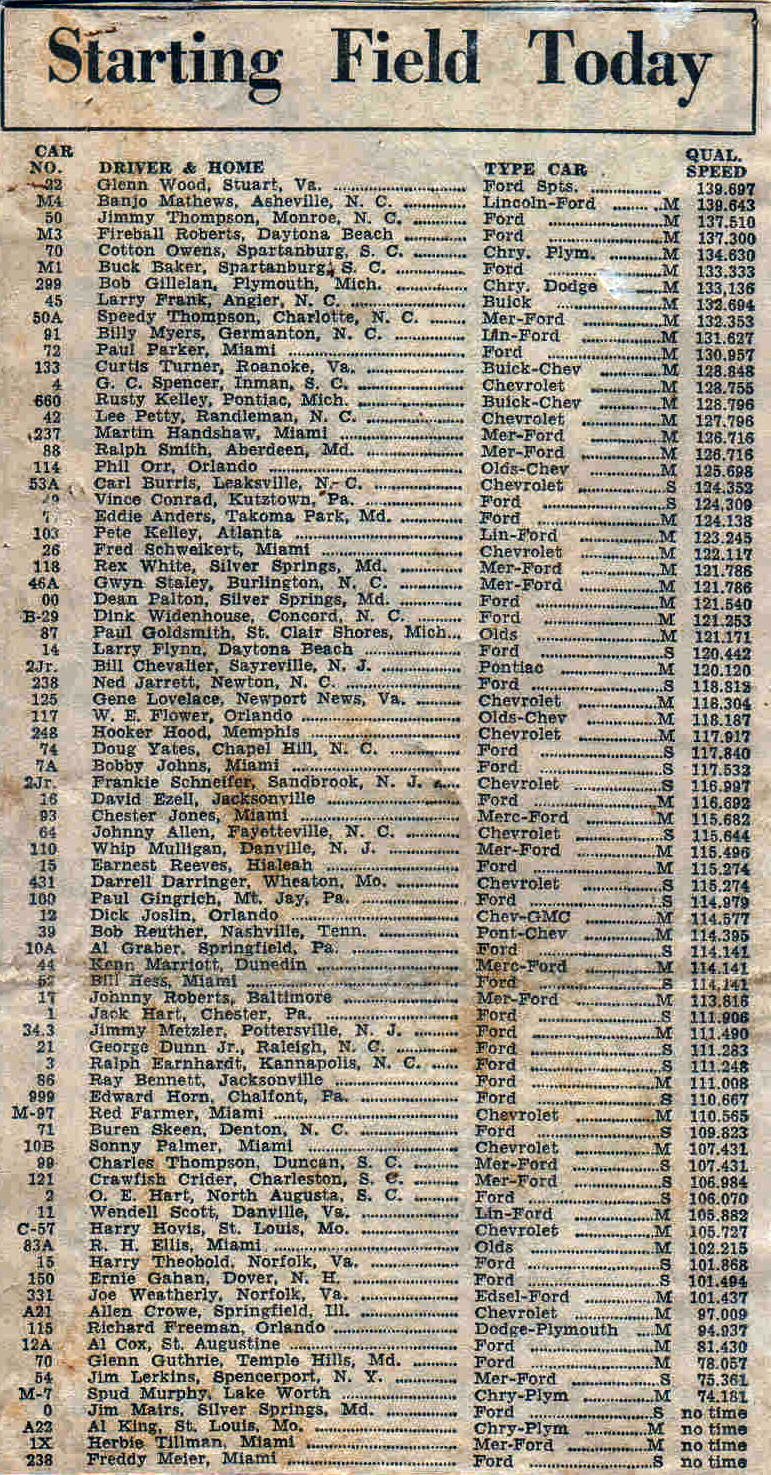 Starting Field Today
CAR QUAL.
NO. DRIVER & HOME TYPE CAR SPEED
22 Glenn Wood, Stuart, Va. Ford Spts. 139.697
M4 Banjo Mathews, Asheville, N. C. Lincoln-Ford M 139.643
50 Jimmy Thompson, Monroe, N. C. Ford M 137.510
M3 Fireball Roberts, Daytona Beach Ford M 137.300
70 Cotton Owens, Spartanburg, S. C. Chry. Plym. M 134.630
M1 Buck Baker, Spartanburg, S. C. Ford M 133.333
299 Bob Gillelan, Plymouth, Mich. Chry. Dodge M 133,136
45 Larry Frank, Angier, N. C. Buick M 132.694
50A Speedy Thompson, Charlotte, N. C. Mer-Ford M 132.353
91 Billy Myers, Germanton, N. C. Lin-Ford M 131.627
72 Paul Parker, Miami Ford M 130.957
133 Curtis Turner, Roanoke, Va. Buick-Chev M 128.848
4 G. C. Spencer, Inman, S. C. Chevrolet M 128.755
660 Rusty Kelley, Pontiac, Mich. Buick-Chev M 128.796
42 Lee Petty, Randleman, N. C. Chevrolet M 127.796
237 Martin Handshaw, Miami Mer-Ford M 126.716
88 Ralph Smith, Aberdeen, Md. Mer-Ford M 126.716
114 Phil Orr, Orlando Olds-Chev M 125.698
53A Carl Burris, Leaksville, N. C. Chevrolet S 124.352
Vince Conrad, Kutztown, Pa. Ford S 124.309
Eddie Anders, Takoma Park, Md. Ford M 124.138
103 Pete Kelley, Atlanta Lin-Ford M 123.245
26 Fred Schweikert, Miami Chevrolet M 122.117
118 Rex White, Silver Springs, Md. Mer-Ford M 121.786
46A Gwyn Staley, Burlington, N. C. Mer-Ford M 121.786
00 Dean Palton, Silver Springs, Md. Ford M 121.540
B-29 Dink Widenhouse, Concord, N. C. Ford M 121.253
87 Paul Goldsmith, St. Clair Shores, Mich... Olds M 121.171
14 Larry Flynn, Daytona Beach Ford S 120.442
2Jr. Bill Chevalier, Sayreville, N. J. Pontiac M 120.120
238 Ned Jarrett, Newton, N. C. Ford S 118.812
125 Gene Lovelace, Newport News, Va. Chevrolet M 118.304
117 W. E. Flower, Orlando Olds-Chev M 118.187
248 Hooker Hood, Memphis Chevrolet M 117.917
74 Doug Yates, Chapel Hill, N. C. Ford S 117.840
7A Bobby Johns, Miami Ford S 117.532
2Jr. Frankie Schneifer, Sandbrook, N. J. Chevrolet S 116.997
16 David Ezell, Jacksonville Ford M 116.692
93 Chester Jones, Miami Merc-Ford M 115.682
64 Johnny Allen, Fayetteville, N. C. Chevrolet S 115.644
110 Whip Mulligan, Danville, N. J. Mer-Ford M 115.496
15 Earnest Reeves, Hialeah Ford M 115.274
431 Darrell Darringer, Wheaton, Mo. Chevrolet S 115.274
100 Paul Gingrich, Mt. Jay, Pa. Ford S 114.979
12 Dick Joslin, Orlando Chev-GMC M 114.577
39 Bob Reuther, Nashville, Tenn. Pont-Chev M 114.395
10A Al Graber, Springfield, Pa. Ford S 114.141
44 Kenn Marriott, Dunedin Merc-Ford M 114.141
52 Bill Hess, Miami Ford S 114.141
17 Johnny Roberts, Baltimore Mer-Ford M 113.816
1 Jack Hart, Chester, Pa. Ford S 111.906
34.3 Jimmy Metzler, Pottersville, N. J. Ford M 111.490
21 George Dunn Jr., Raleigh, N. C. Ford S 111.283
3 Ralph Earnhardt, Kannapolis, N. C. Ford S 111.248
86 Ray Bennett, Jacksonville Ford M 111.008
999 Edward Horn, Chalfont, Pa. Ford S 110.667
M-97 Red Farmer, Miami Chevrolet M 110.565
71 Buren Skeen, Denton, N. C. Ford S 109.823
10B Sonny Palmer, Miami Chevrolet M 107.431
99 Charles Thompson, Duncan, S. C. Mer-Ford S 107.431
121 Crawfish Crider, Charleston, S. C. Mer-Ford S 106.984
2 O. E. Hart, North Augusta, S. C. Ford S 106.070
11 Wendell Scott, Danville, Va. Lin-Ford M 105.882
C-57 Harry Hovis, St. Louis, Mo. Chevrolet M 105.727
83A R. H. Ellis, Miami Olds M 102.215
15 Harry Theobold, Norfolk, Va. Ford S 101.868
150 Ernie Gahan, Dover, N. H. Ford S 101.494
331 Joe Weatherly, Norfolk, Va. Edsel-Ford M 101.437
A21 Allen Crowe, Springfield, Ill. Chevrolet M 97.009
115 Richard Freeman, Orlando Dodge-Plymouth M 94.937
12A Al Cox, St. Augustine Ford M 81.430
70 Glenn Guthrie, Temple Hills, Md. Ford M 78.057
54 Jim Lerkins, Spencerport, N. Y. Mer-Ford S 75.361
M-7 Spud Murphy, Lake Worth Chry-Plym M 74.181
0 Jim Mairs, Silver Springs, Md. Ford S no time
A22 Al King, St. Louis, Mo. Chry-Plym M no time
1X Herbie Tillman, Miami Mer-Ford M no time
238 Freddy Meier, Miami Ford S no time